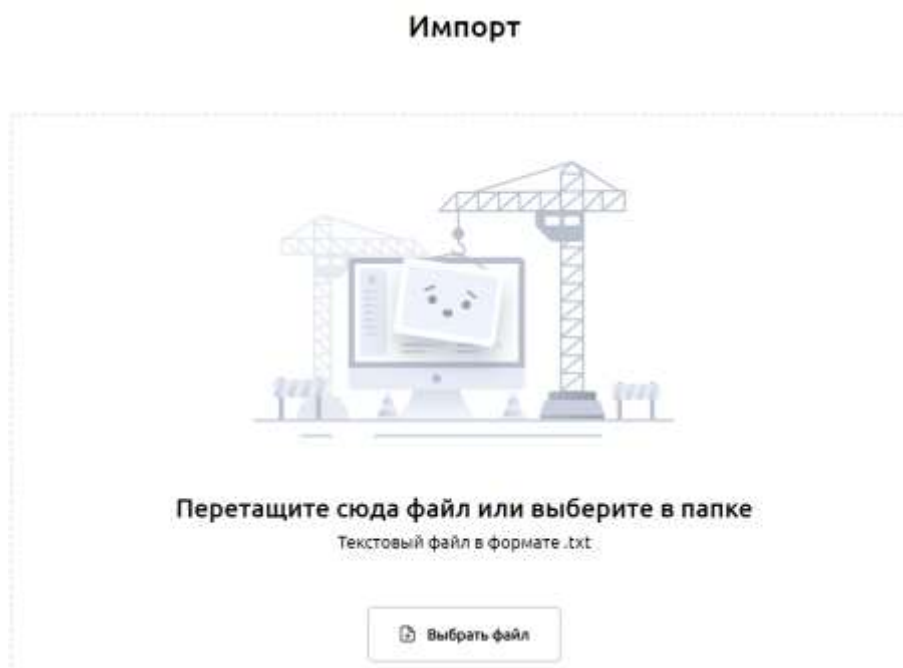 Импорт
Перетащите сюда файл или выберите в папке
Текстовый файл в формате .txt
Выбрать файл